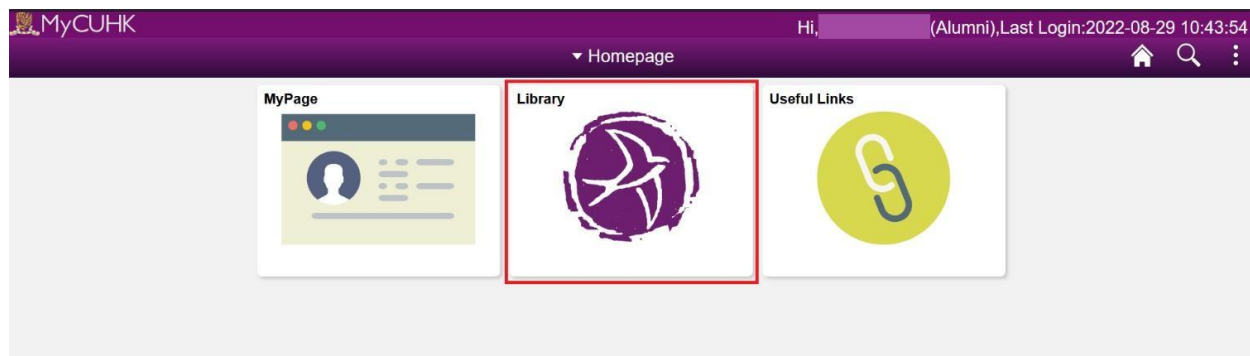 MyCUHK
Hi, (Alumni),Last Login:2022-08-29 10:43:54
Homepage
MyPage
Library
Useful Links